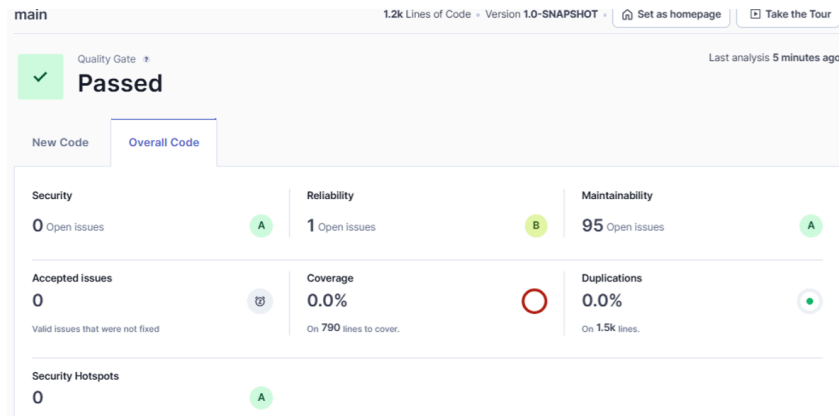 main
1.2k Lines of Code • Version 1.0-SNAPSHOT • Set as homepage Take the Tour
Quality Gate ?
Last analysis 5 minutes ago
Passed
New Code Overall Code
Security Reliability Maintainability
0 Open issues A 1 Open issues B 95 Open issues A
Accepted issues Coverage Duplications
0 0.0% 0.0%
Valid issues that were not fixed On 790 lines to cover. On 1.5k lines.
Security Hotspots
0 A